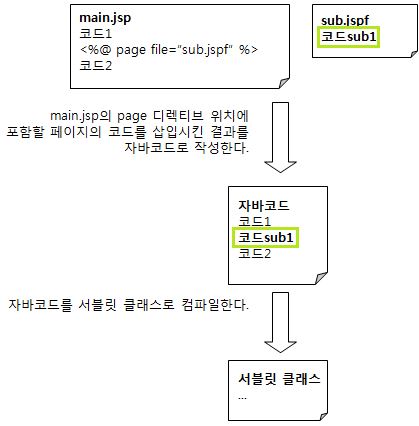 main.jsp
코드1
<%@ page file="sub.jspf" %>
코드2
sub.jspf
코드sub1
main.jsp의 page 디렉티브 위치에
포함할 페이지의 코드를 삽입시킨 결과를
자바코드로 작성한다.
자바코드
코드1
코드sub1
코드2
자바코드를 서블릿 클래스로 컴파일한다.
서블릿 클래스
...